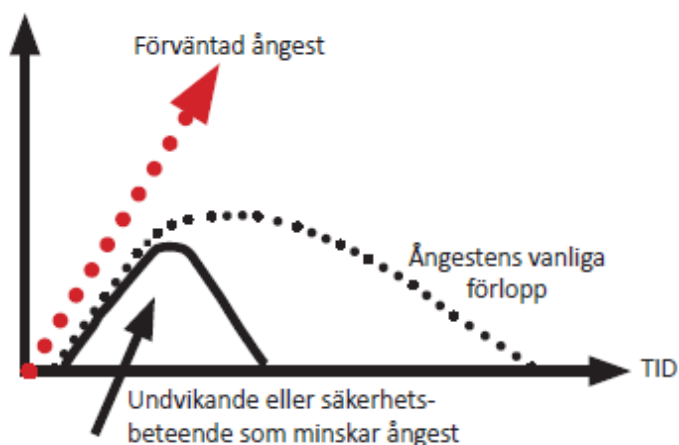 Förväntad ångest
Ångestens vanliga
förlopp
TID
Undvikande eller säkerhets-
beteende som minskar ångest